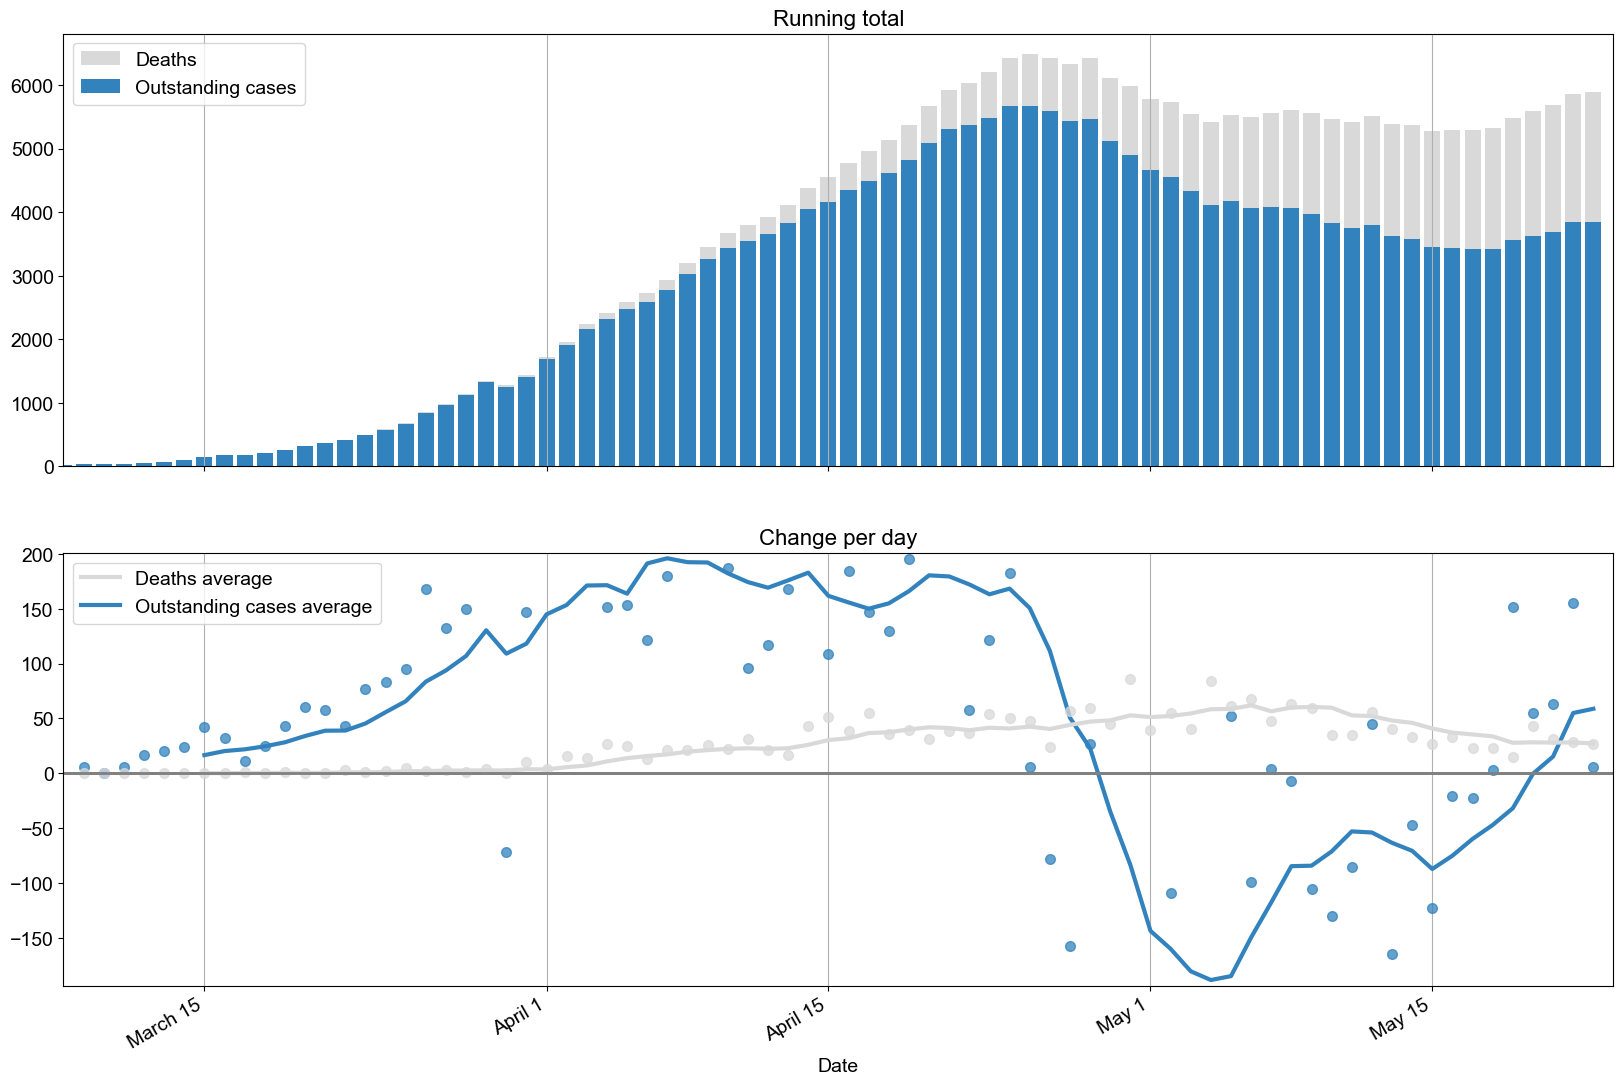 Running total
Deaths
Outstanding cases
6000
5000
4000
3000
2000
1000
0
Change per day
Deaths average
Outstanding cases average
200
150
100
50
0
−50
−100
−150
March 15
April 1
April 15
May 1
May 15
Date